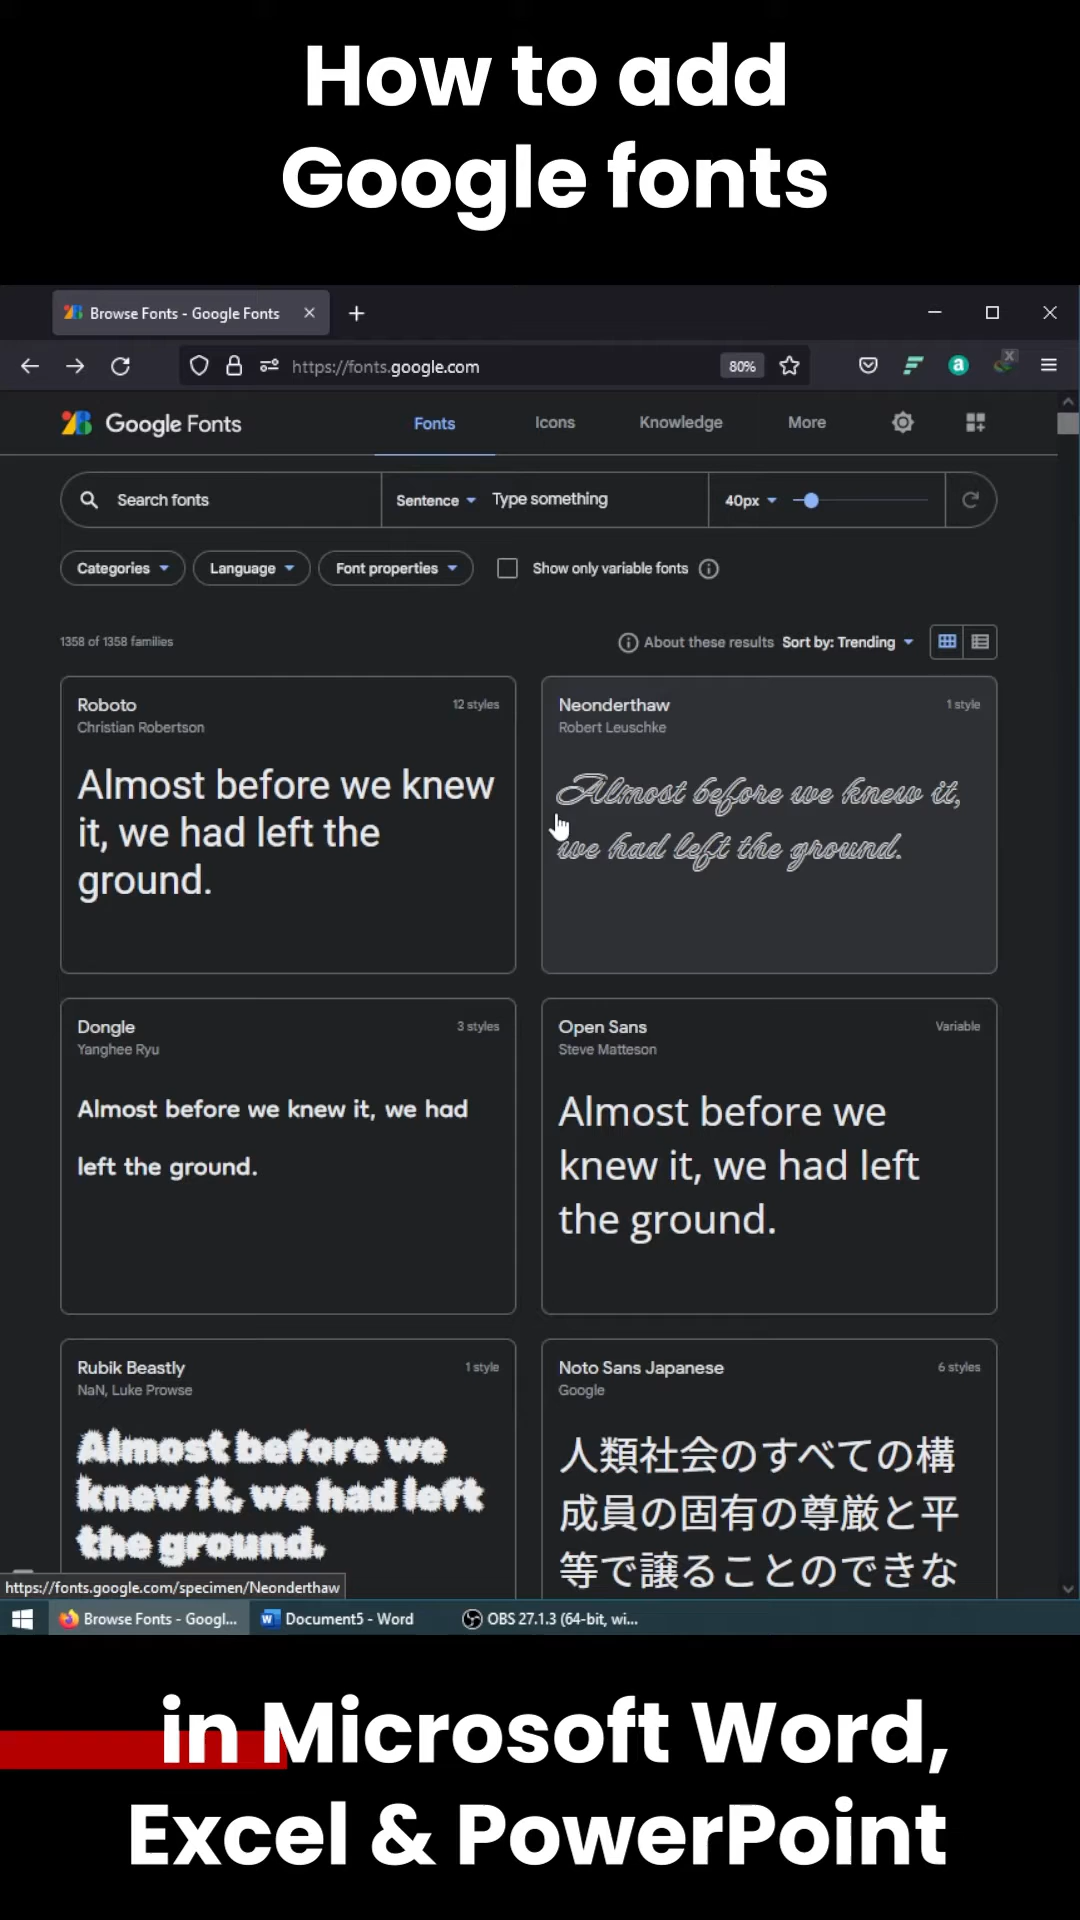 How to add
Google fonts
Browse Fonts - Google Fonts
https://fonts.google.com
80%
Google Fonts
Fonts
Icons
Knowledge
More
Search fonts
Sentence
Type something
40px
Categories
Language
Font properties
Show only variable fonts
1358 of 1358 families
About these results
Sort by: Trending
Roboto
12 styles
Christian Robertson
Almost before we knew
it, we had left the
ground.
Neonderthaw
1 style
Robert Leuschke
Almost before we knew it,
we had left the ground.
Dongle
3 styles
Yanghee Ryu
Almost before we knew it, we had
left the ground.
Open Sans
Variable
Steve Matteson
Almost before we
knew it, we had left
the ground.
Rubik Beastly
1 style
NaN, Luke Prowse
Almost before we
knew it, we had left
the ground.
Noto Sans Japanese
6 styles
Google
人類社会のすべての構
成員の固有の尊厳と平
等で譲ることのできな
https://fonts.google.com/specimen/Neonderthaw
Browse Fonts - Googl...
Document5 - Word
OBS 27.1.3 (64-bit, wi...
in Microsoft Word,
Excel & PowerPoint